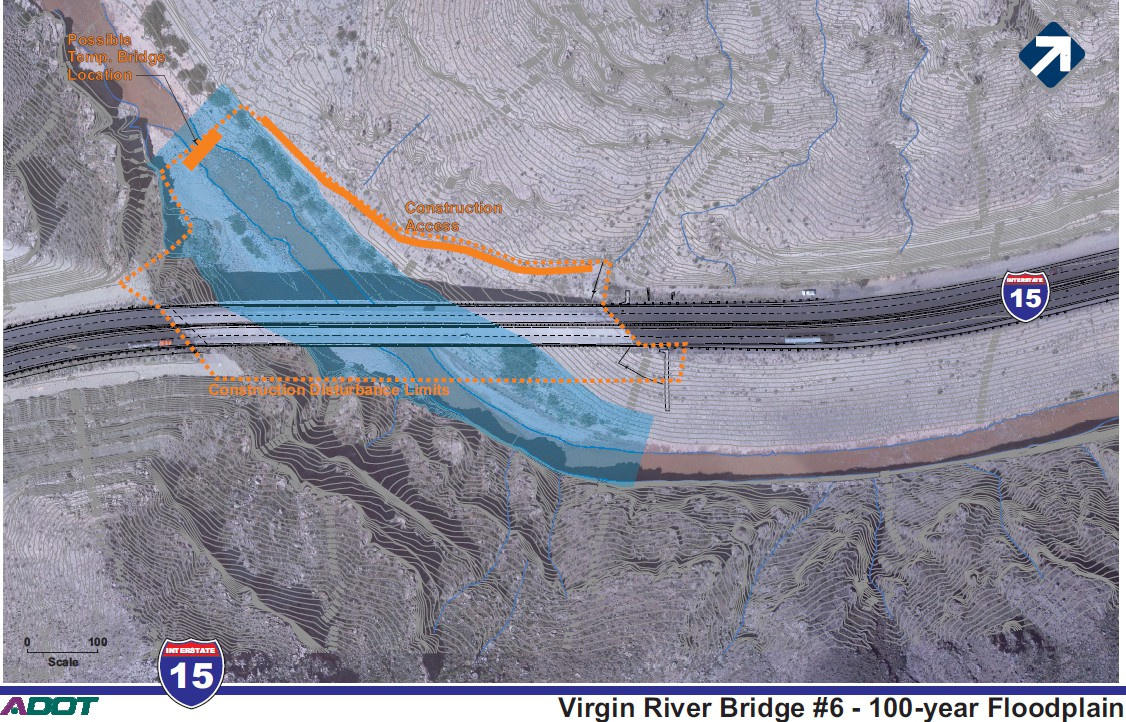 Possible
Temp. Bridge
Location
Construction
Access
INTERSTATE
15
Construction Disturbance Limits
0 100
Scale
INTERSTATE
15
ADOT
Virgin River Bridge #6 - 100-year Floodplain